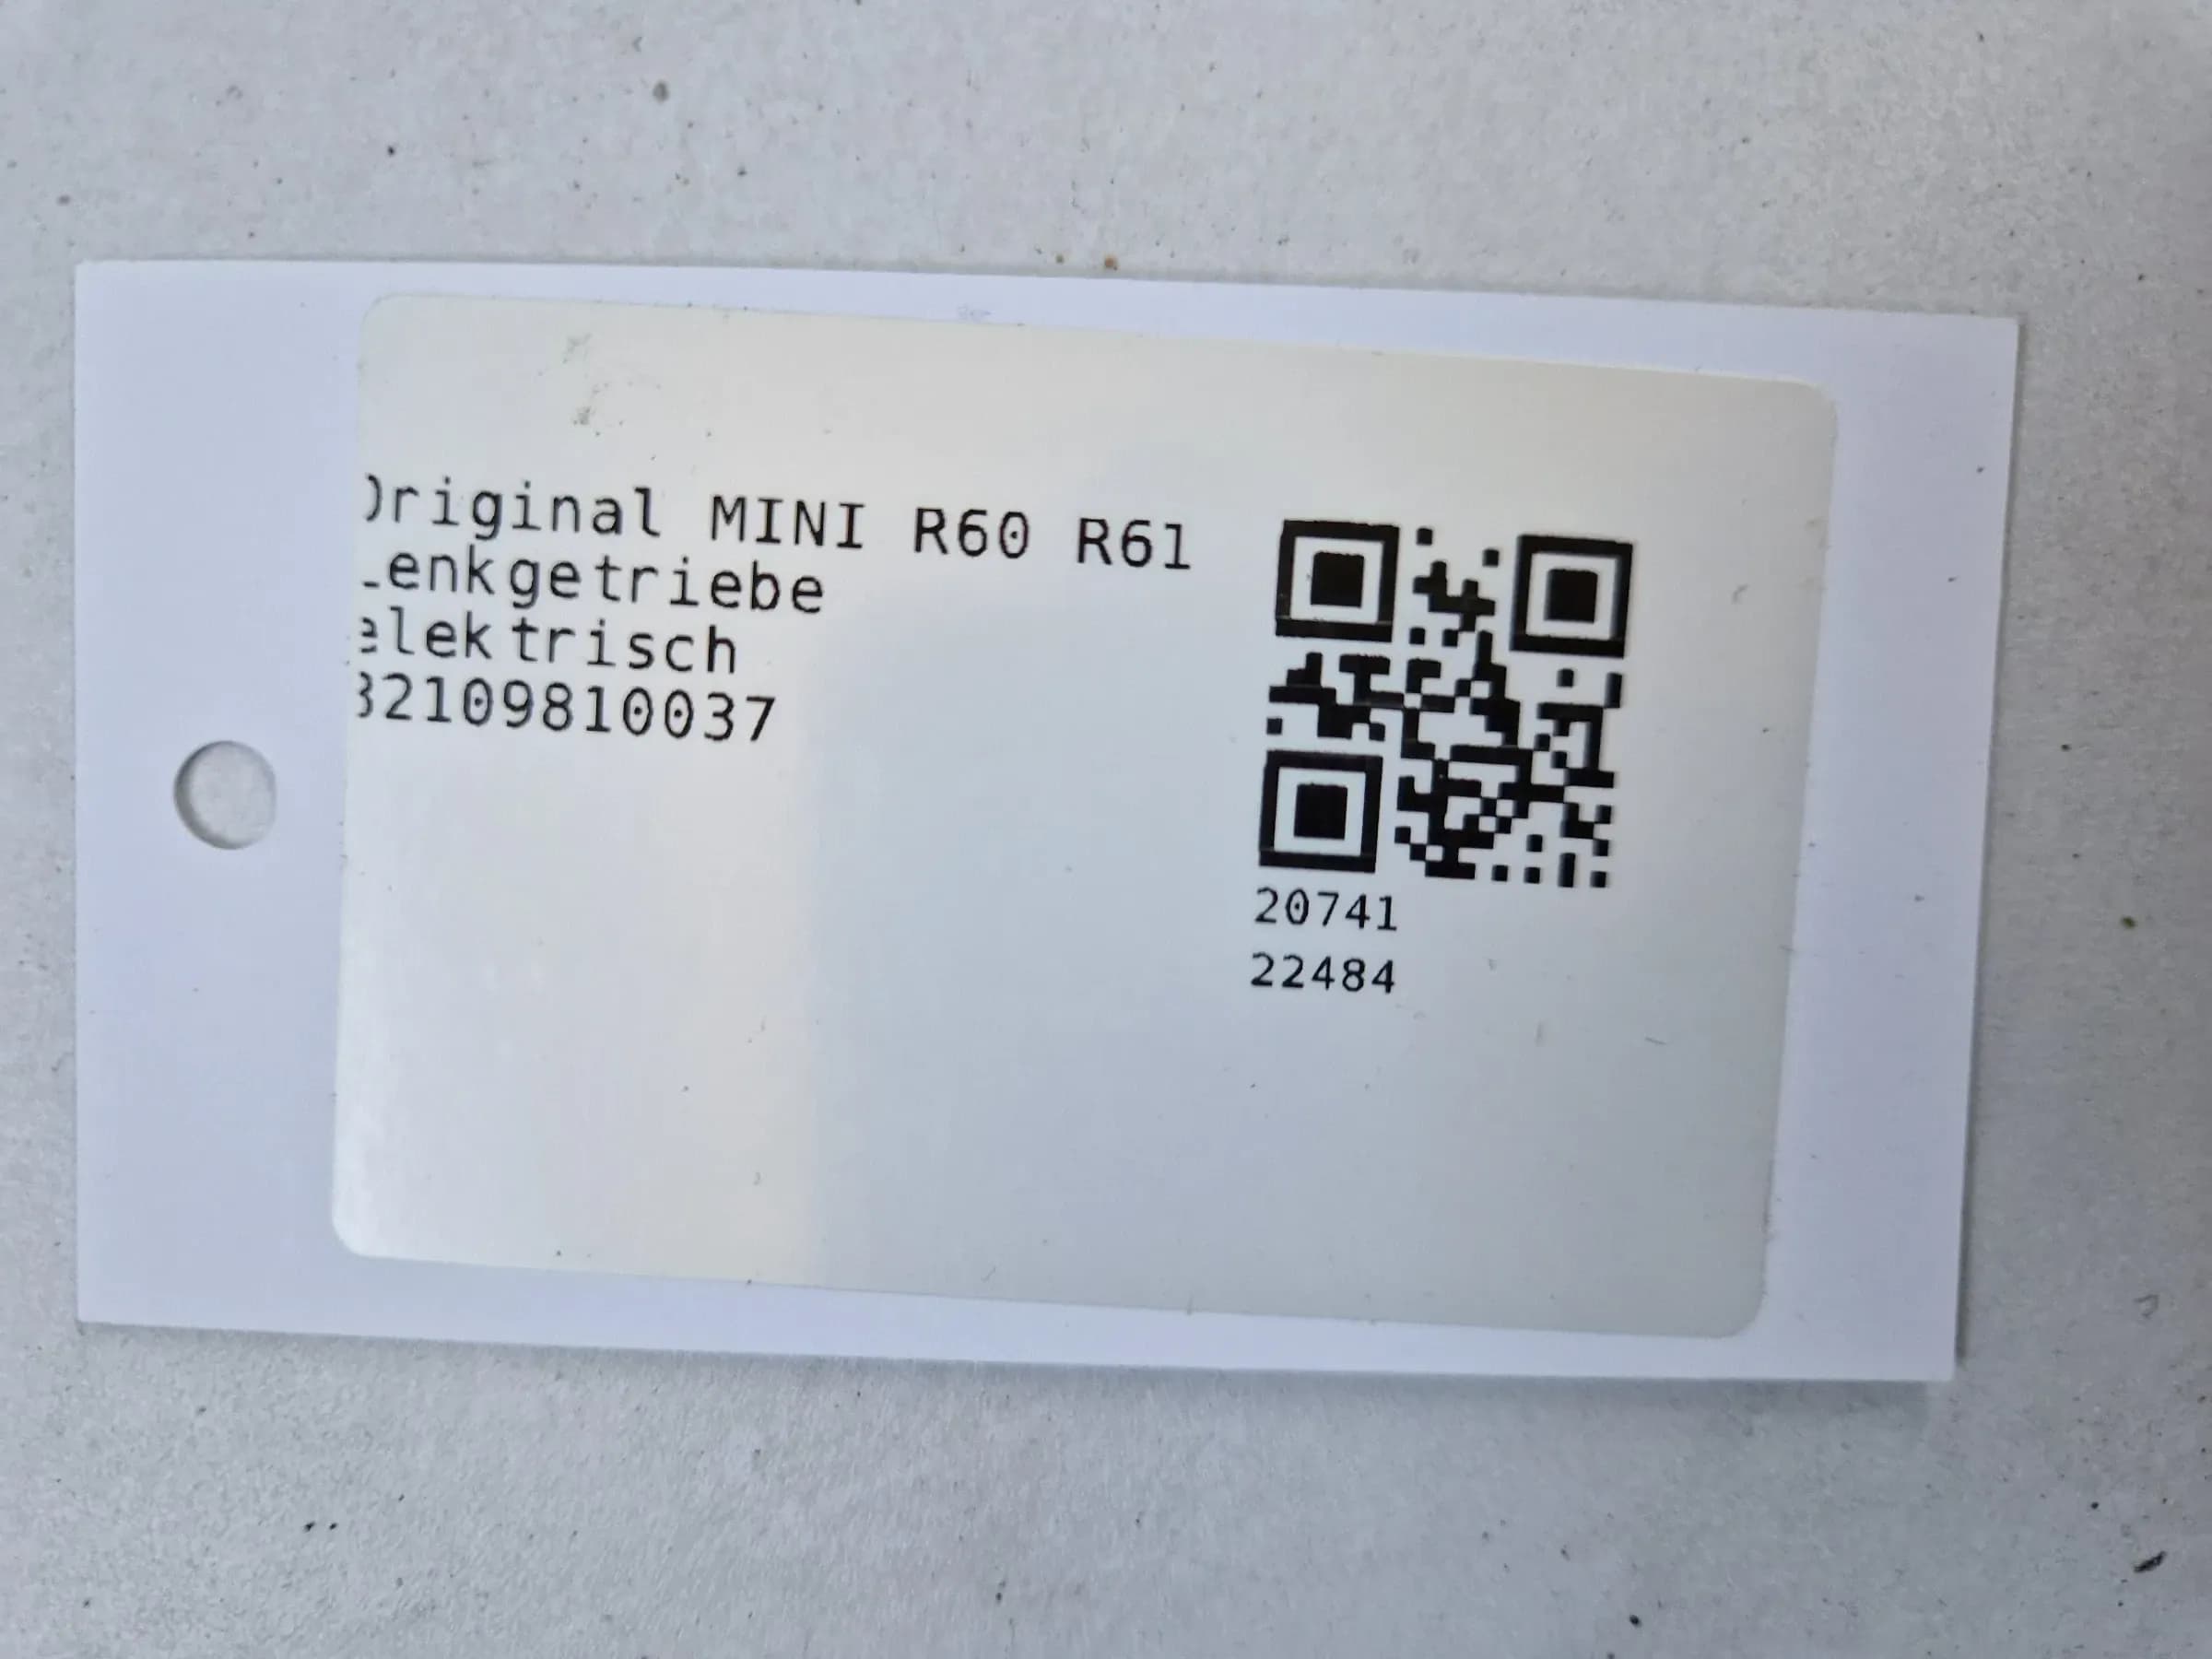 Original MINI R60 R61
Lenkgetriebe
elektrisch
32109810037
20741
22484